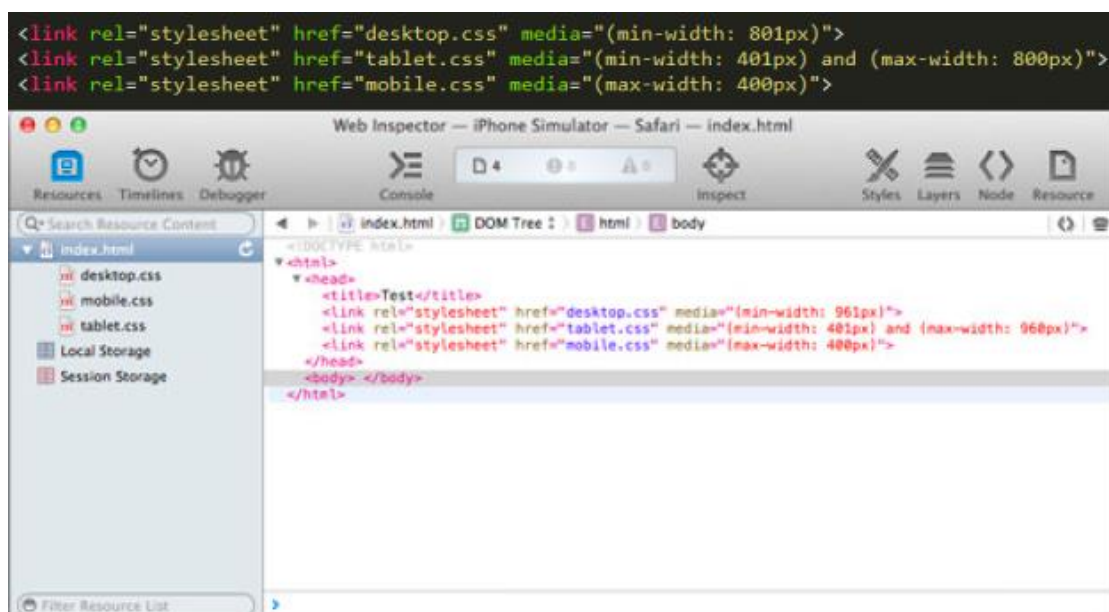 <link rel="stylesheet" href="desktop.css" media="(min-width: 801px)">
<link rel="stylesheet" href="tablet.css" media="(min-width: 401px) and (max-width: 800px)">
<link rel="stylesheet" href="mobile.css" media="(max-width: 400px)">
Web Inspector — iPhone Simulator — Safari — index.html
4
Resources Timelines Debugger Console Inspect Styles Layers Node Resource
Search Resource Content
index.html DOM Tree html body
index.html
desktop.css
mobile.css
tablet.css
Local Storage
Session Storage
<!DOCTYPE html>
<html>
<head>
<title>Test</title>
<link rel="stylesheet" href="desktop.css" media="(min-width: 961px)">
<link rel="stylesheet" href="tablet.css" media="(min-width: 401px) and (max-width: 960px)">
<link rel="stylesheet" href="mobile.css" media="(max-width: 400px)">
</head>
<body> </body>
</html>
Filter Resource List